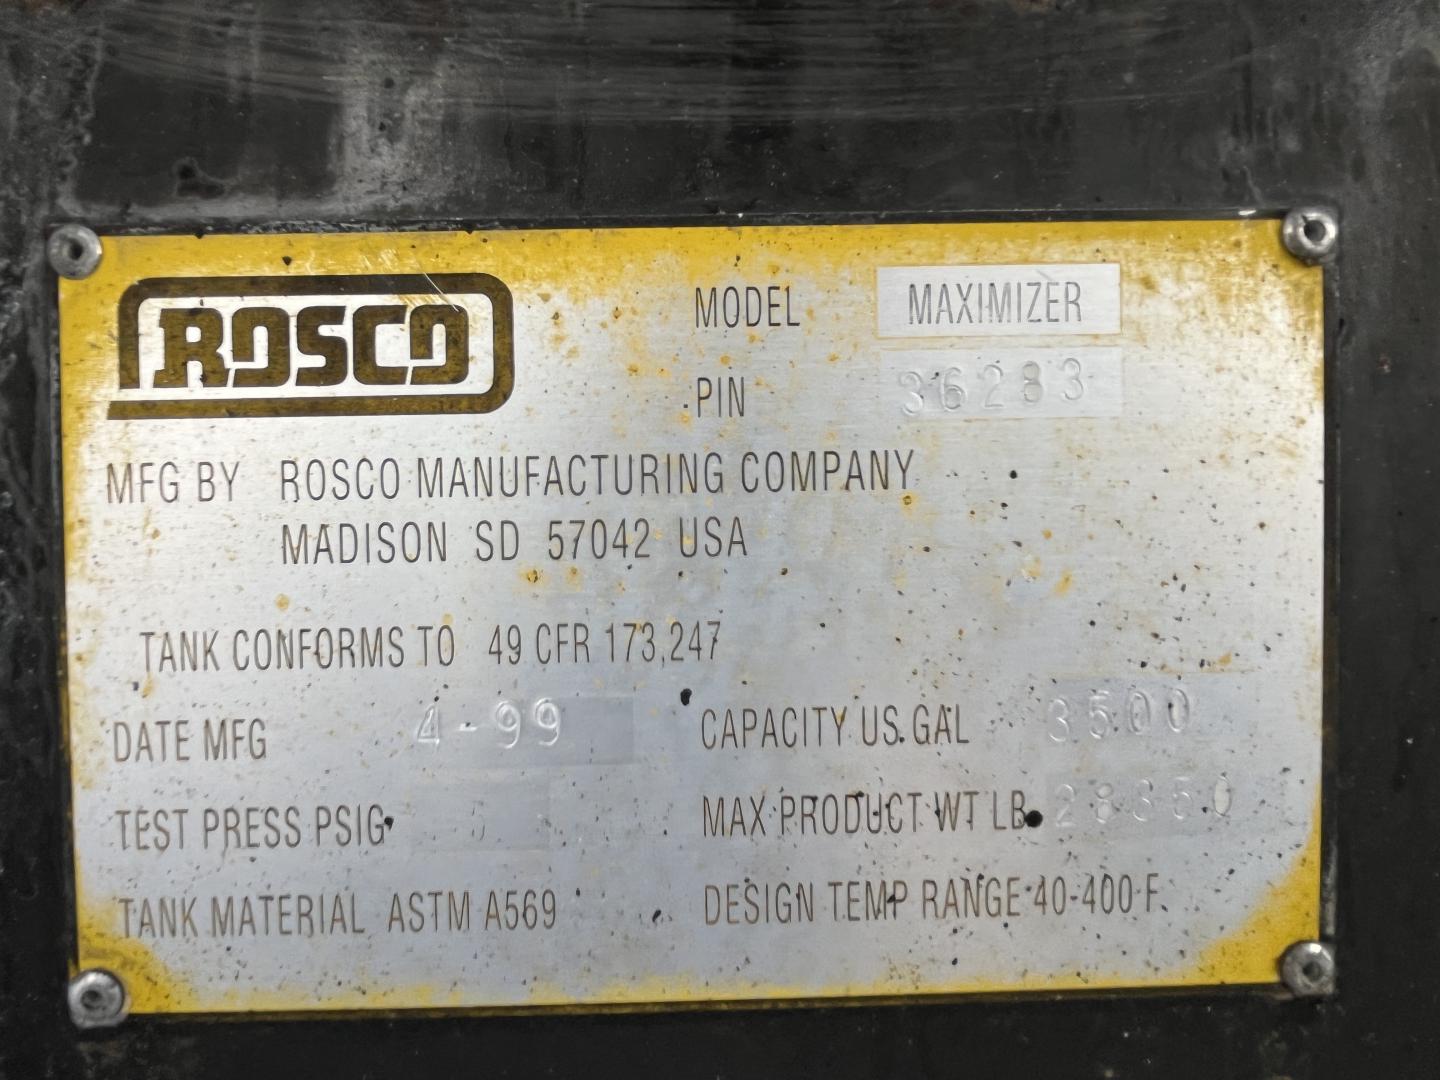 ROSCO
MODEL MAXIMIZER
PIN 36283
MFG BY ROSCO MANUFACTURING COMPANY
MADISON SD 57042 USA
TANK CONFORMS TO 49 CFR 173,247
DATE MFG 4-99
CAPACITY US. GAL 3500
TEST PRESS PSIG 5
MAX PRODUCT WT LB 28350
TANK MATERIAL ASTM A569
DESIGN TEMP RANGE 40-400 F